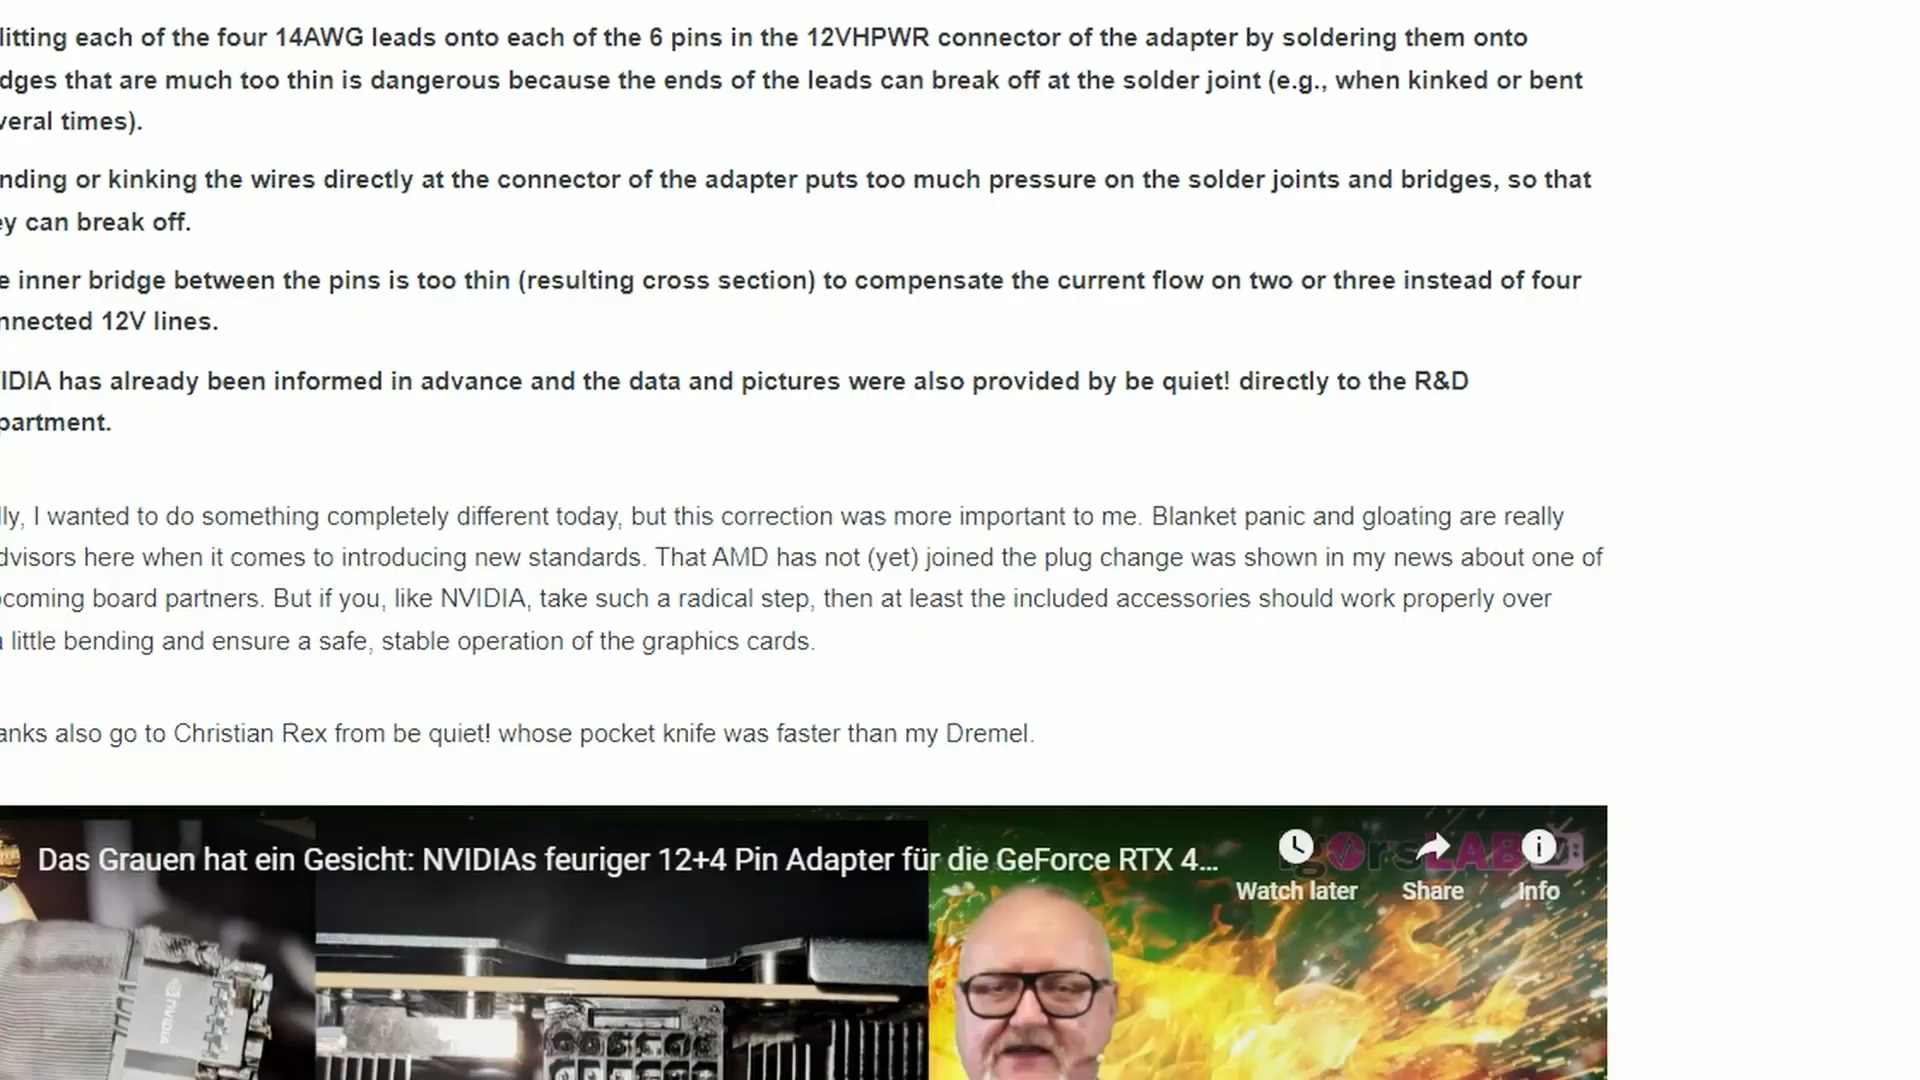 litting each of the four 14AWG leads onto each of the 6 pins in the 12VHPWR connector of the adapter by soldering them onto
dges that are much too thin is dangerous because the ends of the leads can break off at the solder joint (e.g., when kinked or bent
veral times).
nding or kinking the wires directly at the connector of the adapter puts too much pressure on the solder joints and bridges, so that
ey can break off.
e inner bridge between the pins is too thin (resulting cross section) to compensate the current flow on two or three instead of four
nnected 12V lines.
IDIA has already been informed in advance and the data and pictures were also provided by be quiet! directly to the R&D
partment.
lly, I wanted to do something completely different today, but this correction was more important to me. Blanket panic and gloating are really
dvisors here when it comes to introducing new standards. That AMD has not (yet) joined the plug change was shown in my news about one of
coming board partners. But if you, like NVIDIA, take such a radical step, then at least the included accessories should work properly over
a little bending and ensure a safe, stable operation of the graphics cards.
anks also go to Christian Rex from be quiet! whose pocket knife was faster than my Dremel.
Das Grauen hat ein Gesicht: NVIDIAs feuriger 12+4 Pin Adapter für die GeForce RTX 4...
igorsLAB
Watch later
Share
Info
NVIDIA